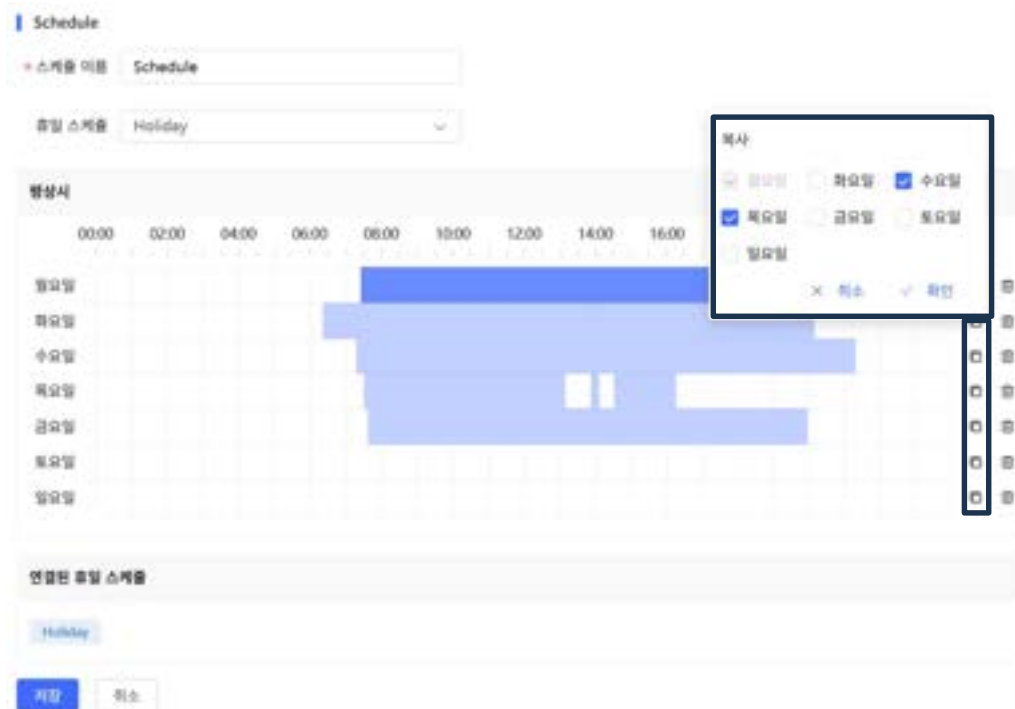 Schedule
* 스케줄 이름 Schedule
휴일 스케줄 Holiday
복사
월요일 화요일 수요일
목요일 금요일 토요일
일요일
취소 확인
평상시
00:00 02:00 04:00 06:00 08:00 10:00 12:00 14:00 16:00
월요일
화요일
수요일
목요일
금요일
토요일
일요일
연결된 휴일 스케줄
Holiday
저장 취소